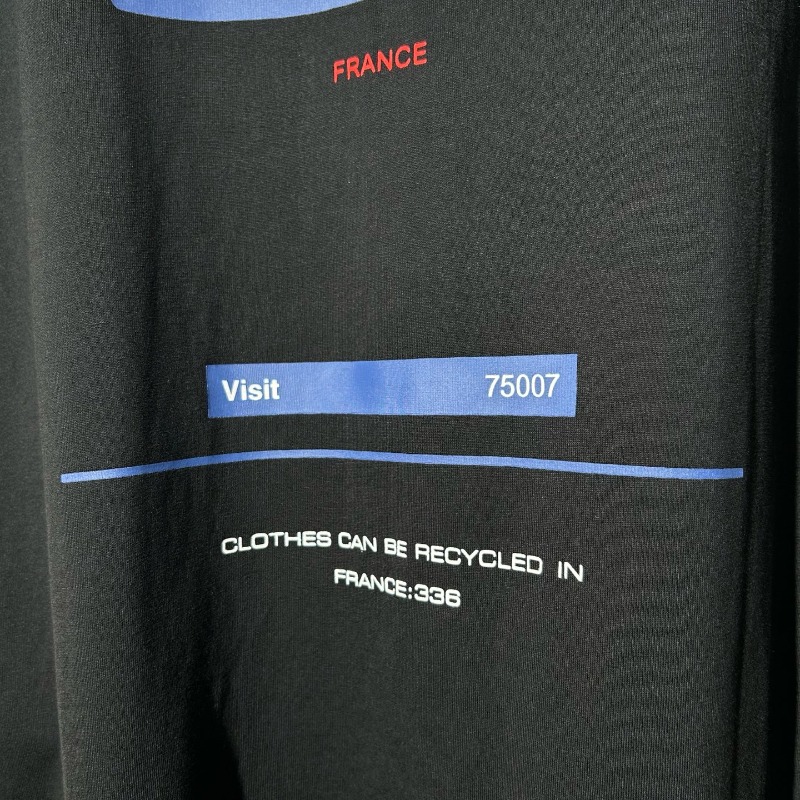 FRANCE
Visit 75007
CLOTHES CAN BE RECYCLED IN
FRANCE:336